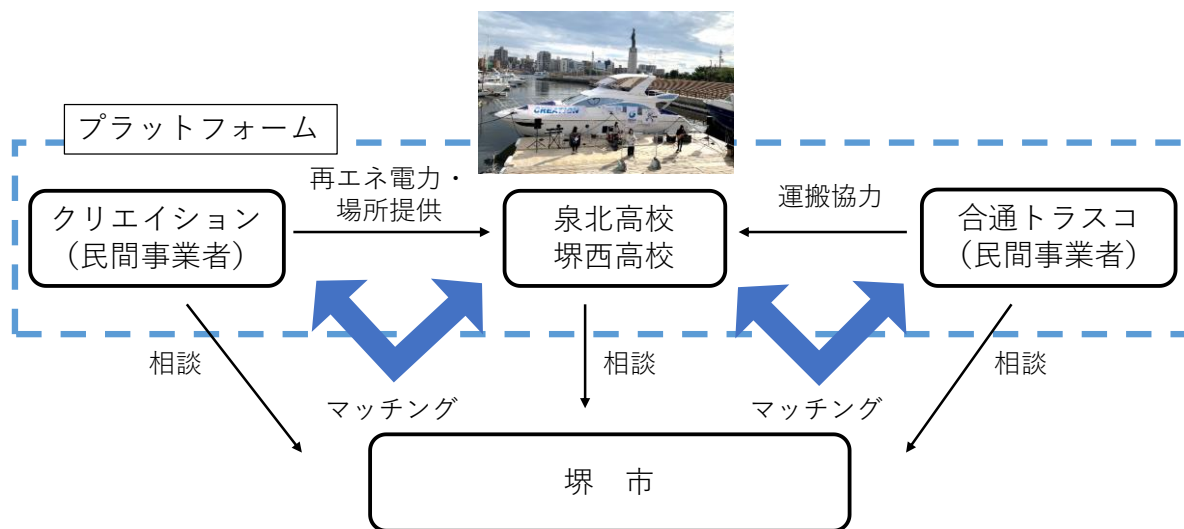 プラットフォーム
CREATION
クリエイション
（民間事業者）
再エネ電力・
場所提供
泉北高校
堺西高校
運搬協力
合通トラスコ
（民間事業者）
相談
相談
相談
マッチング
マッチング
堺　市